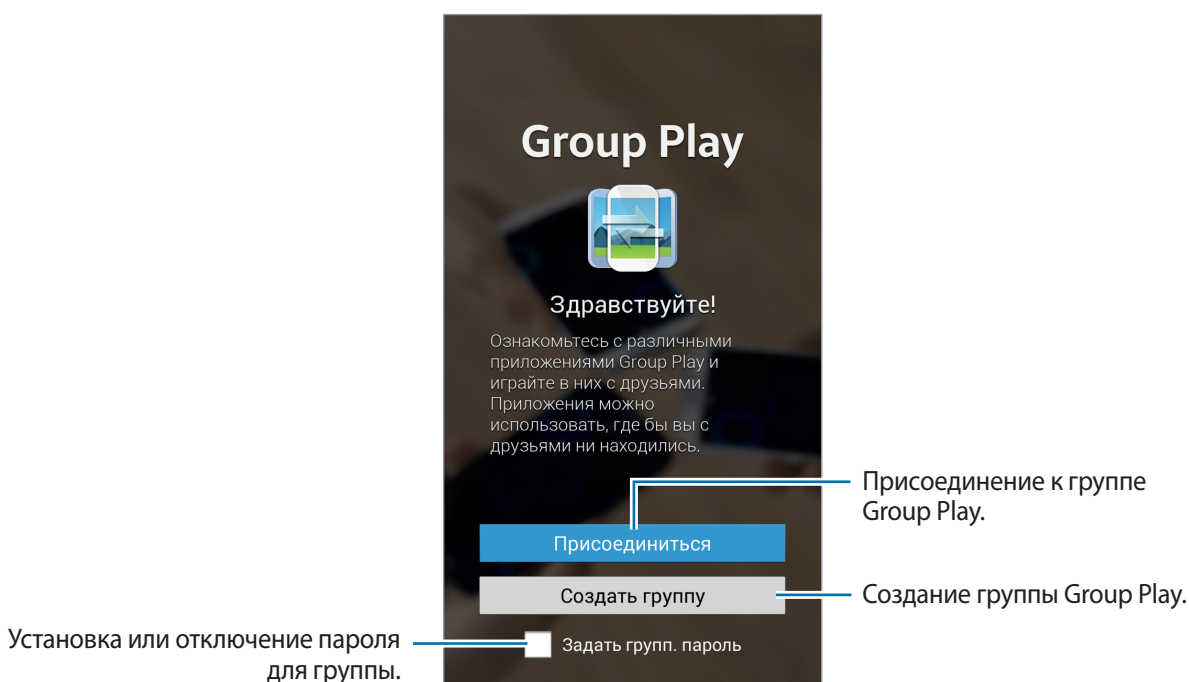 Group Play
Здравствуйте!
Ознакомьтесь с различными
приложениями Group Play и
играйте в них с друзьями.
Приложения можно
использовать, где бы вы с
друзьями ни находились.
Присоединение к группе
Group Play.
Присоединиться
Создать группу
Создание группы Group Play.
Установка или отключение пароля
для группы.
Задать групп. пароль